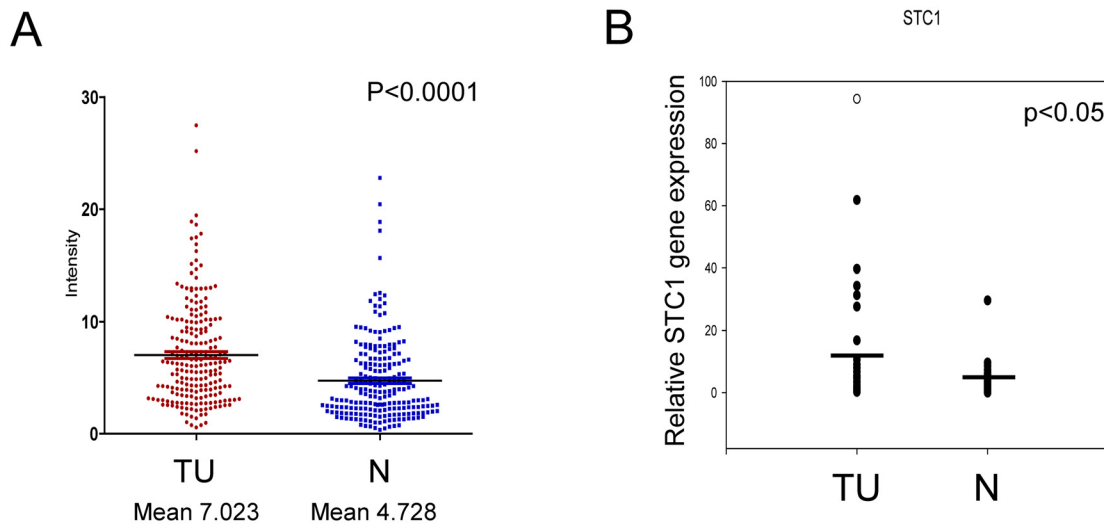 A
P<0.0001
Intensity
30
20
10
0
TU
N
Mean 7.023
Mean 4.728
B
STC1
p<0.05
Relative STC1 gene expression
100
80
60
40
20
0
TU
N